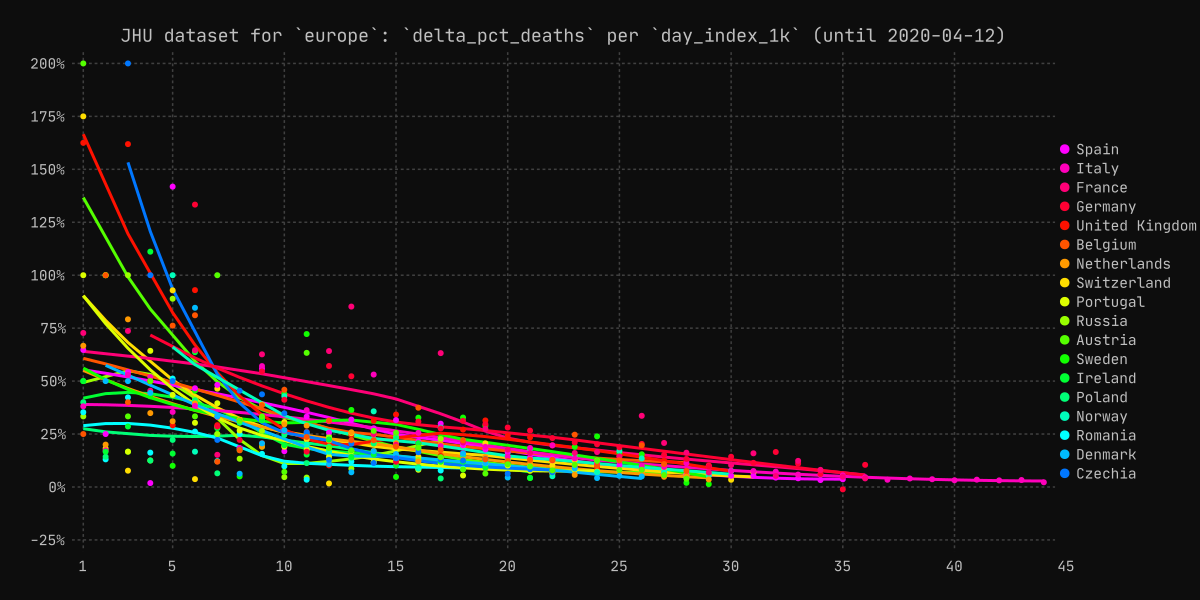 JHU dataset for `europe`: `delta_pct_deaths` per `day_index_1k` (until 2020-04-12)
200%
175%
150%
125%
100%
75%
50%
25%
0%
-25%
1 5 10 15 20 25 30 35 40 45
Spain
Italy
France
Germany
United Kingdom
Belgium
Netherlands
Switzerland
Portugal
Russia
Austria
Sweden
Ireland
Poland
Norway
Romania
Denmark
Czechia